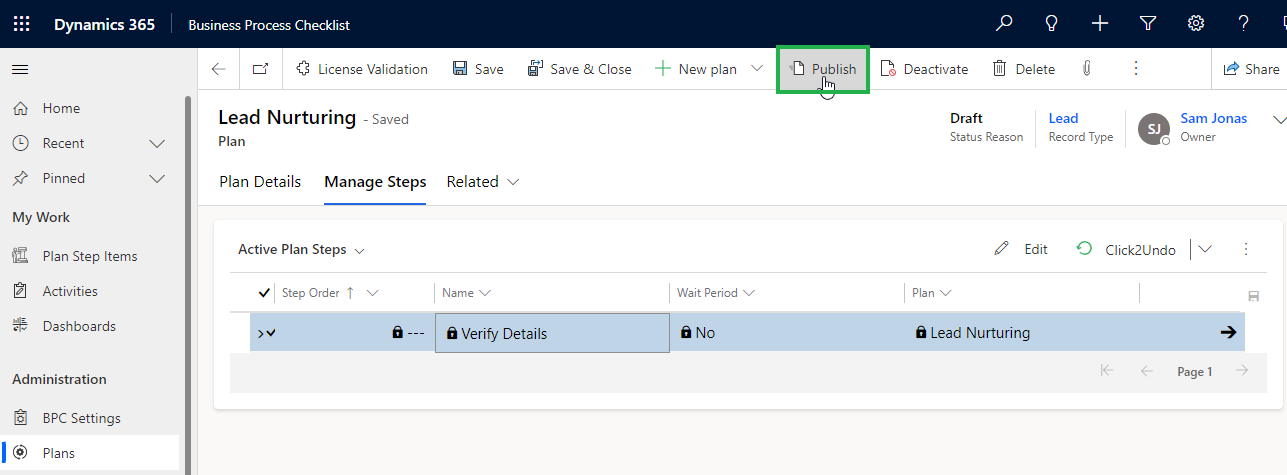 Dynamics 365 Business Process Checklist
License Validation Save Save & Close New plan Publish Deactivate Delete Share
Home
Recent
Pinned
My Work
Plan Step Items
Activities
Dashboards
Administration
BPC Settings
Plans
Lead Nurturing - Saved
Plan
Draft
Status Reason
Lead
Record Type
SJ
Sam Jonas
Owner
Plan Details Manage Steps Related
Active Plan Steps
Edit Click2Undo
Step Order Name Wait Period Plan
--- Verify Details No Lead Nurturing
Page 1